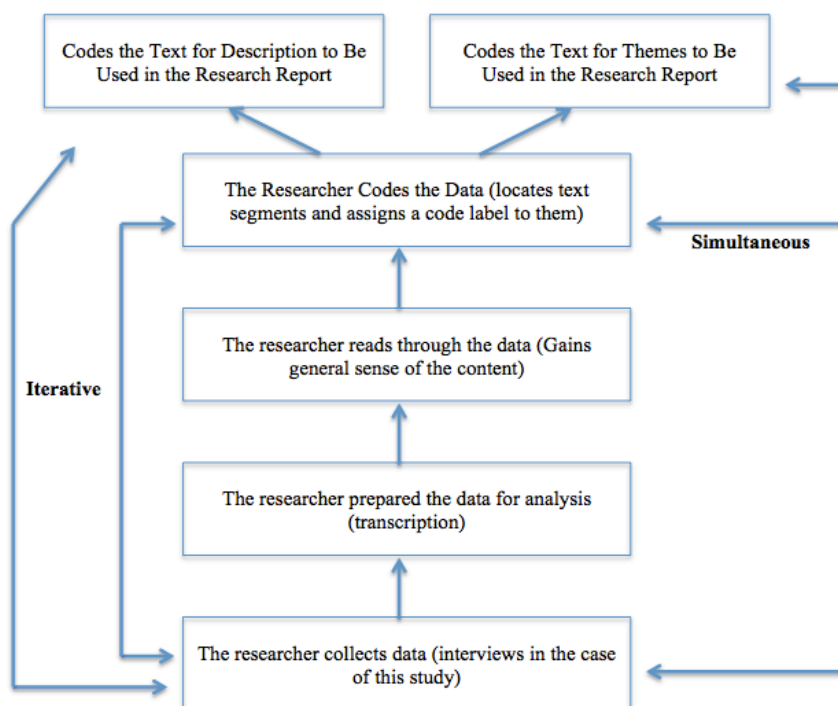 Codes the Text for Description to Be
Used in the Research Report
Codes the Text for Themes to Be
Used in the Research Report
The Researcher Codes the Data (locates text
segments and assigns a code label to them)
Simultaneous
The researcher reads through the data (Gains
general sense of the content)
Iterative
The researcher prepared the data for analysis
(transcription)
The researcher collects data (interviews in the case
of this study)